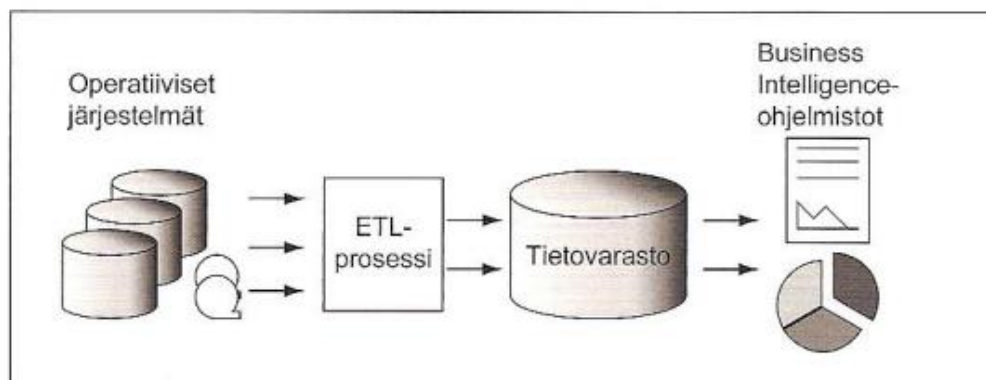 Operatiiviset
järjestelmät
ETL-
prosessi
Tietovarasto
Business
Intelligence-
ohjelmistot